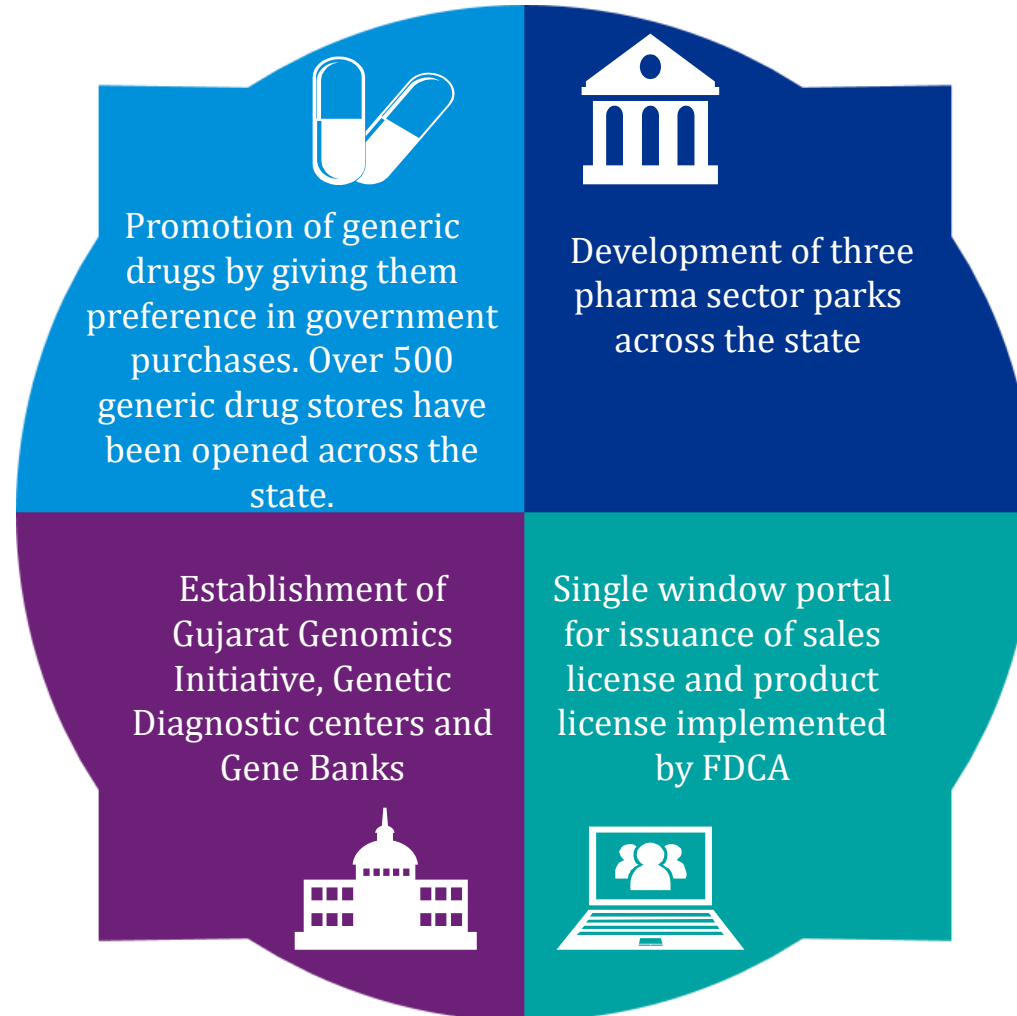 Promotion of generic
drugs by giving them
preference in government
purchases. Over 500
generic drug stores have
been opened across the
state.
Development of three
pharma sector parks
across the state
Establishment of
Gujarat Genomics
Initiative, Genetic
Diagnostic centers and
Gene Banks
Single window portal
for issuance of sales
license and product
license implemented
by FDCA